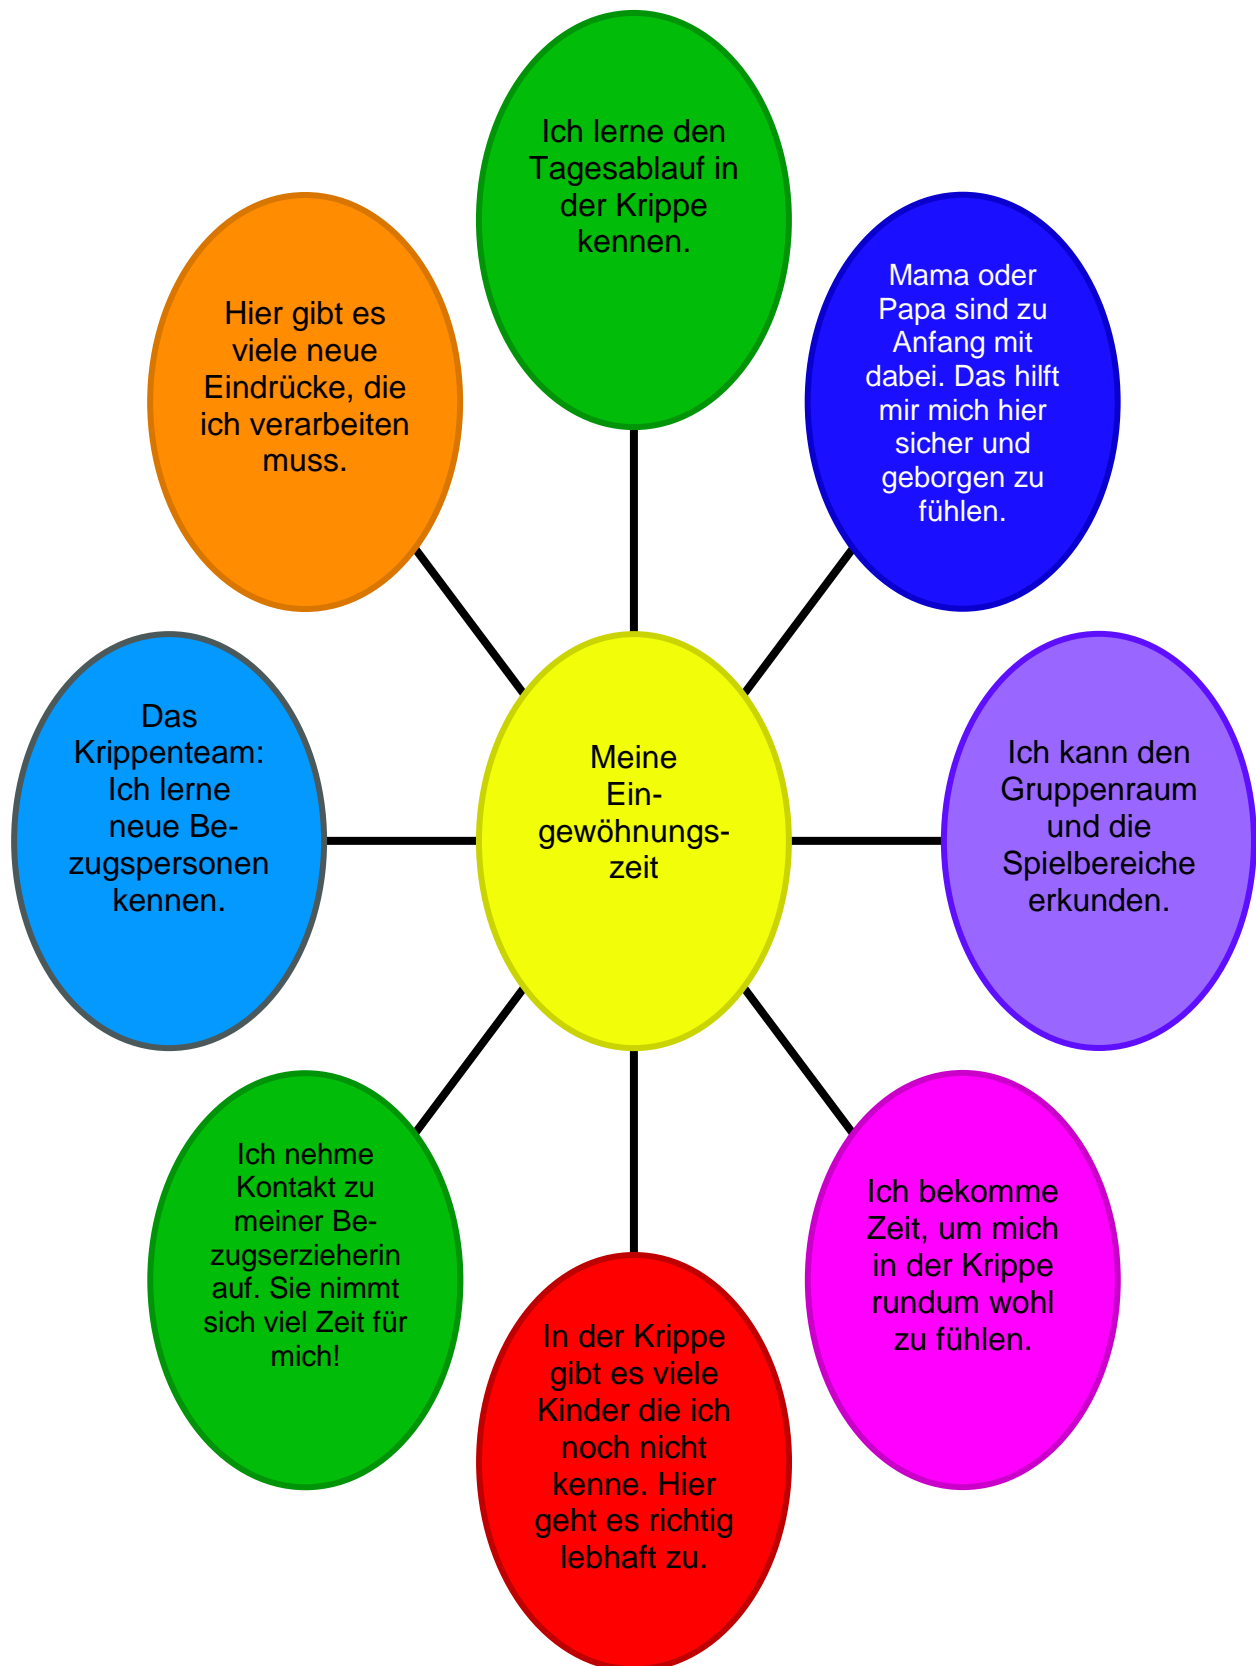 Ich lerne den
Tagesablauf in
der Krippe
kennen.
Mama oder
Papa sind zu
Anfang mit
dabei. Das hilft
mir mich hier
sicher und
geborgen zu
fühlen.
Hier gibt es
viele neue
Eindrücke, die
ich verarbeiten
muss.
Das
Krippenteam:
Ich lerne
neue Be-
zugspersonen
kennen.
Meine
Ein-
gewöhnungs-
zeit
Ich kann den
Gruppenraum
und die
Spielbereiche
erkunden.
Ich nehme
Kontakt zu
meiner Be-
zugserzieherin
auf. Sie nimmt
sich viel Zeit für
mich!
Ich bekomme
Zeit, um mich
in der Krippe
rundum wohl
zu fühlen.
In der Krippe
gibt es viele
Kinder die ich
noch nicht
kenne. Hier
geht es richtig
lebhaft zu.